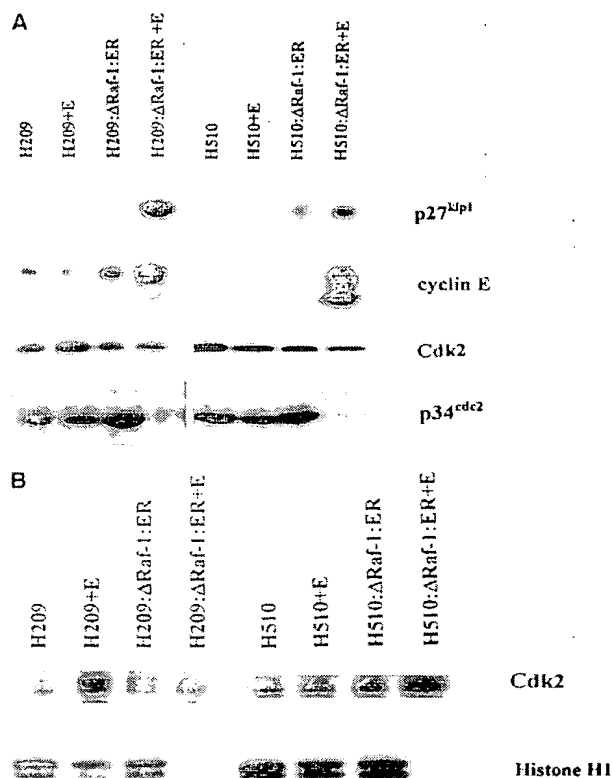 A
H209
H209+E
H209:ΔRaf-1:ER
H209:ΔRaf-1:ER +E
H510
H510+E
H510:ΔRaf-1:ER
H510:ΔRaf-1:ER+E
p27kip1
cyclin E
Cdk2
p34cdc2
B
H209
H209+E
H209:ΔRaf-1:ER
H209:ΔRaf-1:ER+E
H510
H510+E
H510:ΔRaf-1:ER
H510:ΔRaf-1:ER+E
Cdk2
Histone H1